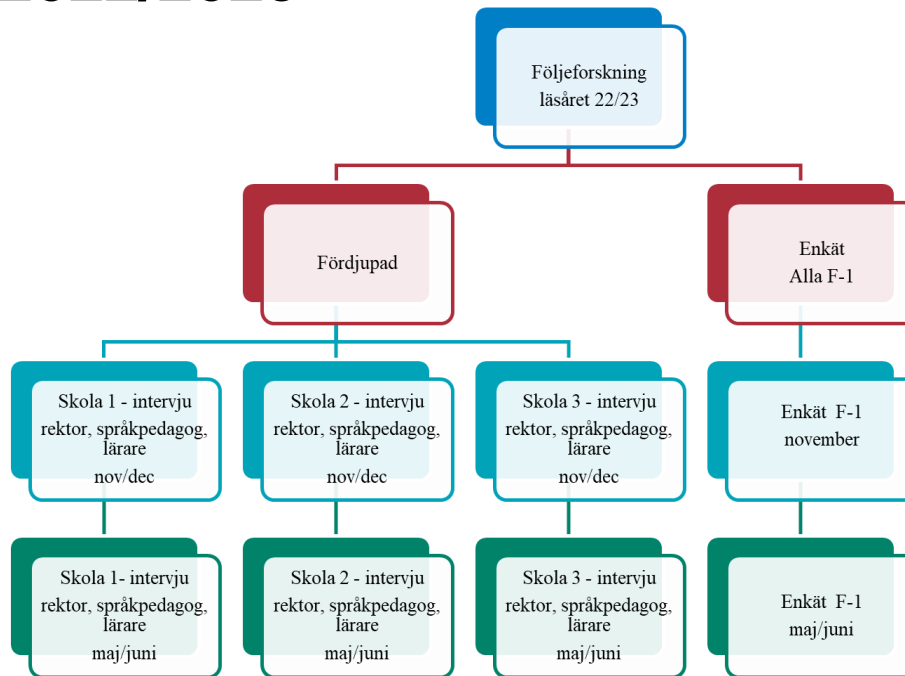 Följeforskning
läsåret 22/23
Fördjupad
Enkät
Alla F-1
Skola 1 - intervju
rektor, språkpedagog,
lärare
nov/dec
Skola 2 - intervju
rektor, språkpedagog,
lärare
nov/dec
Skola 3 - intervju
rektor, språkpedagog,
lärare
nov/dec
Enkät F-1
november
Skola 1- intervju
rektor, språkpedagog,
lärare
maj/juni
Skola 2 - intervju
rektor, språkpedagog,
lärare
maj/juni
Skola 3 - intervju
rektor, språkpedagog,
lärare
maj/juni
Enkät F-1
maj/juni